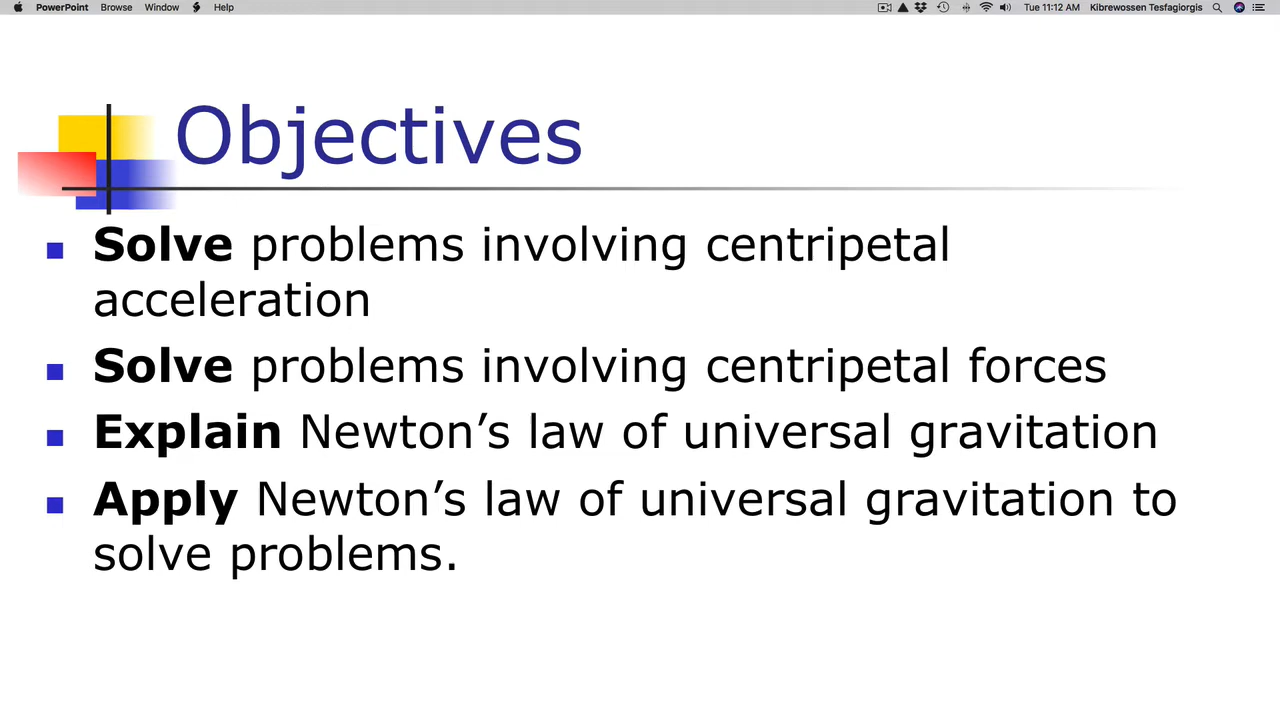 PowerPoint Browse Window Help Tue 11:12 AM Kibrewossen Tesfagiorgis
Objectives
Solve problems involving centripetal
acceleration
Solve problems involving centripetal forces
Explain Newton’s law of universal gravitation
Apply Newton’s law of universal gravitation to
solve problems.